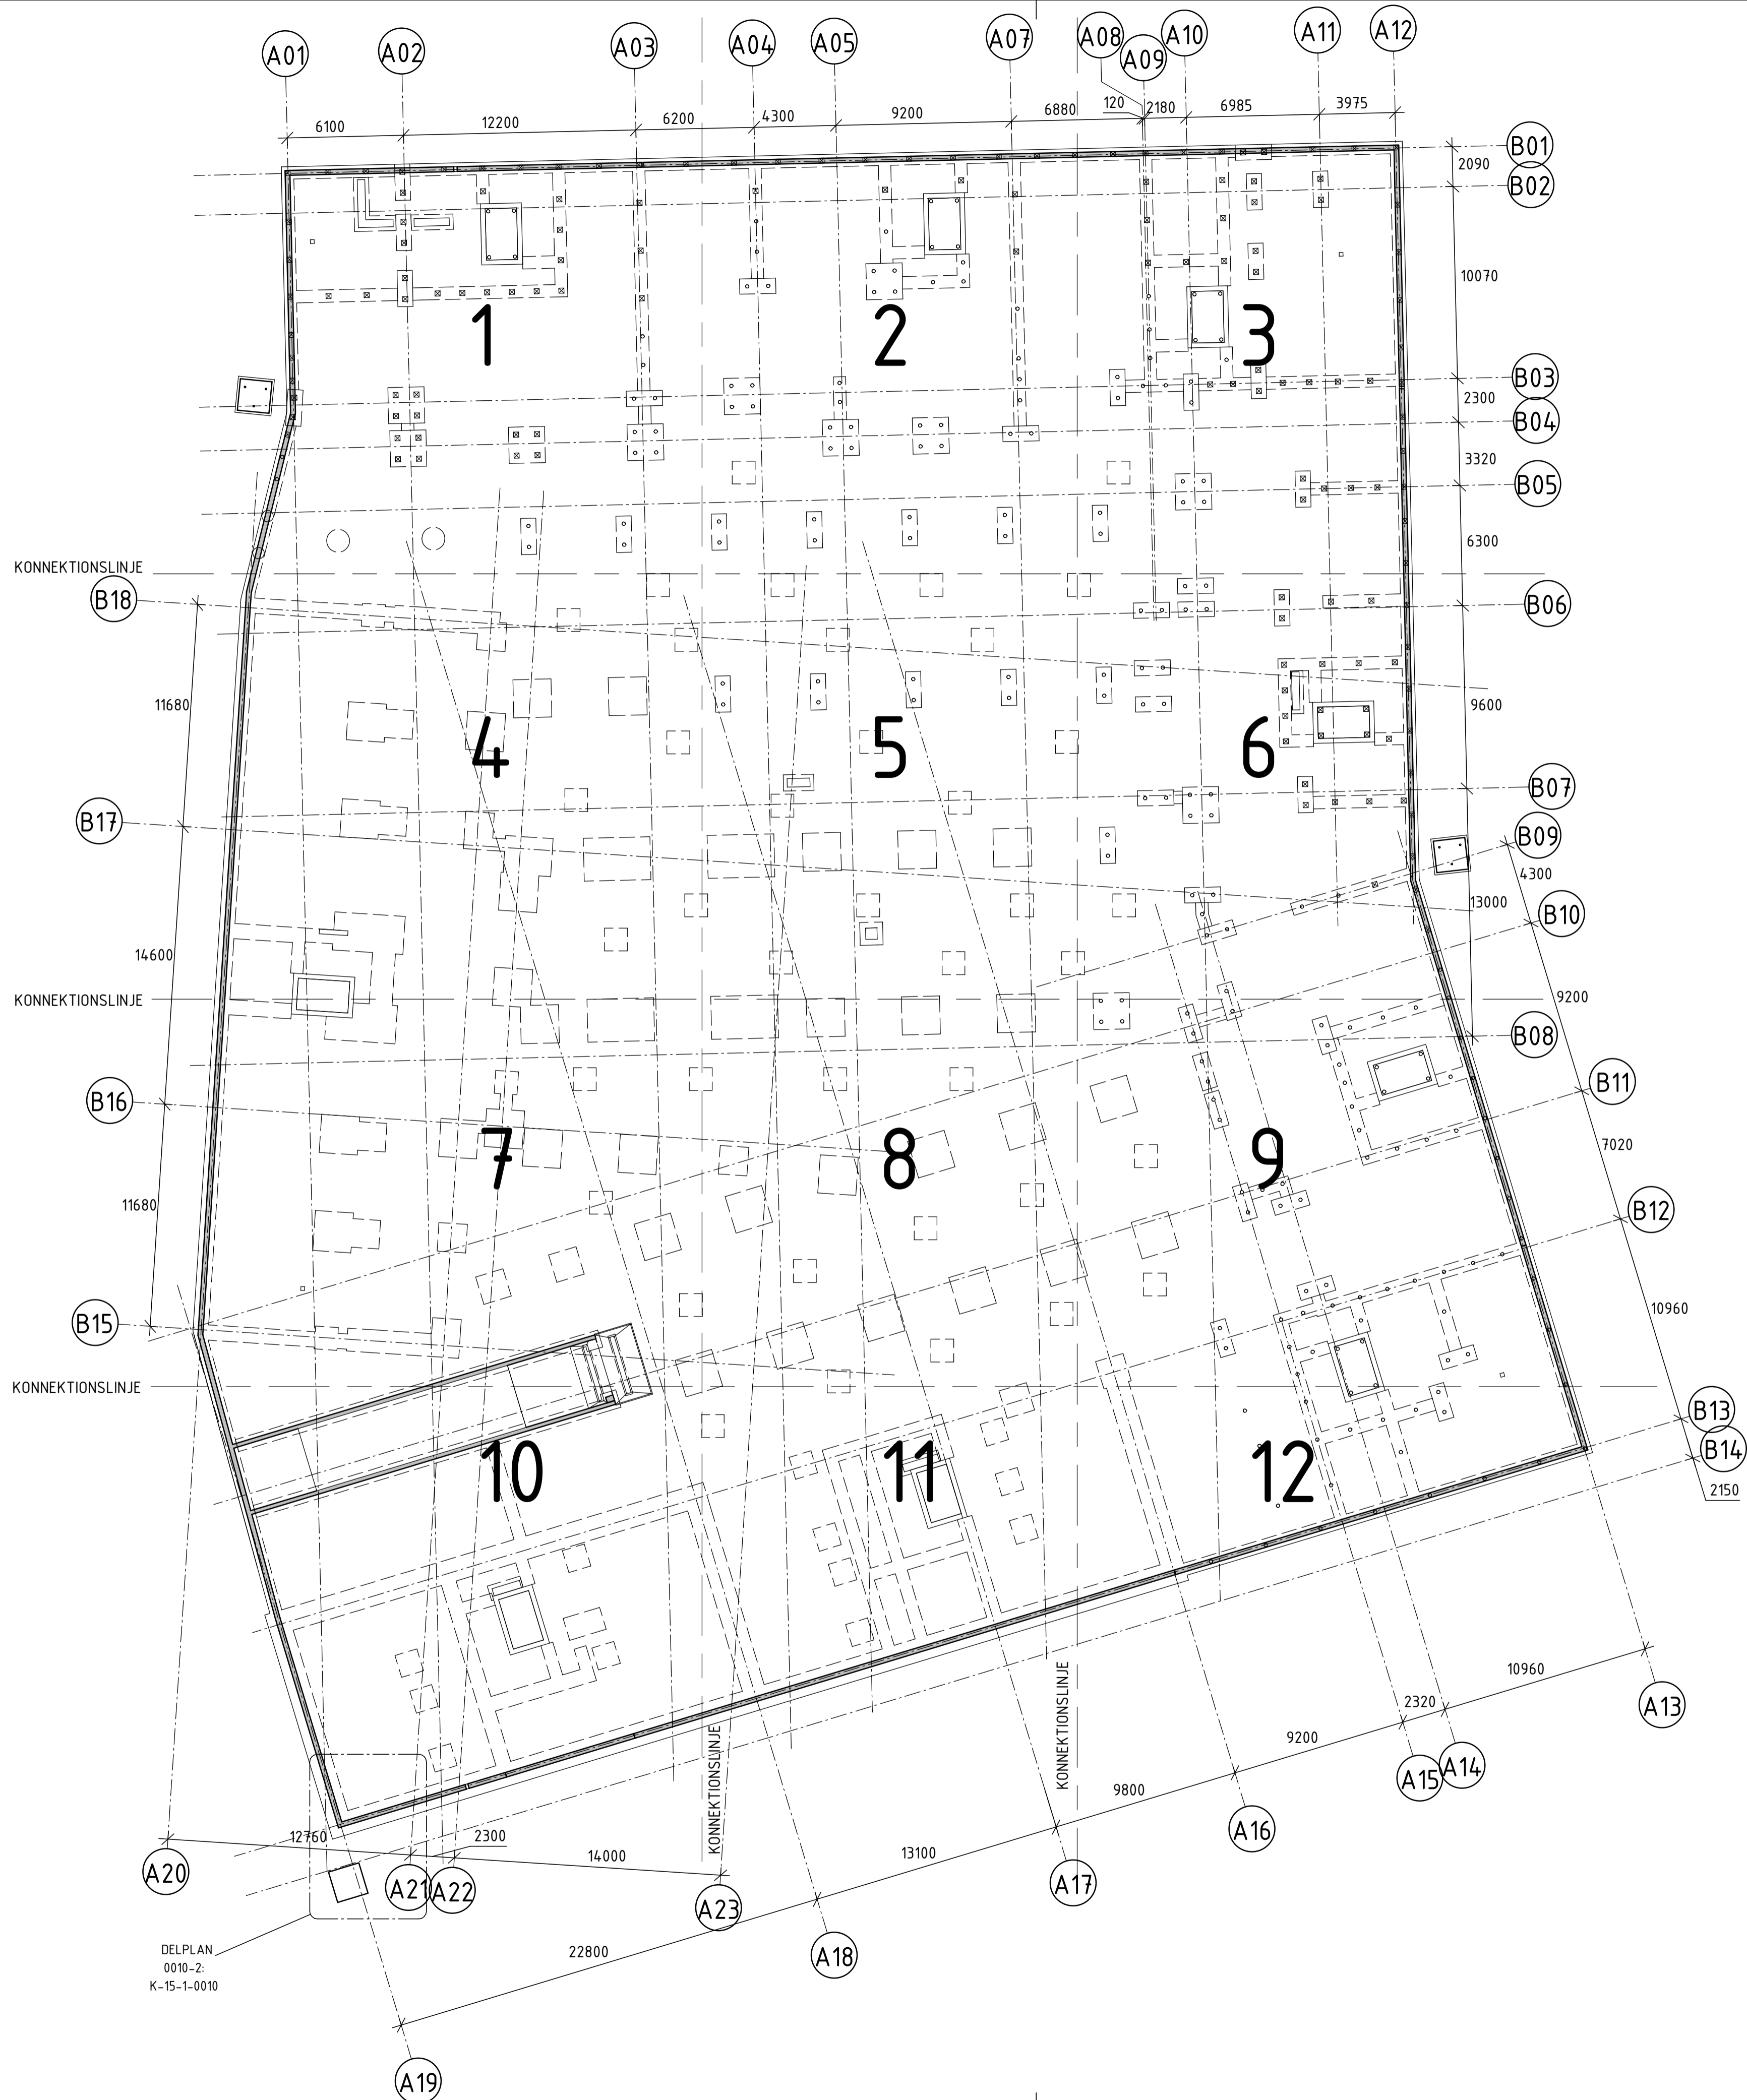 A01
A02
A03
A04
A05
A07
A08
A09
A10
A11
A12
6100
12200
6200
4300
9200
6880
120
2180
6985
3975
B01
2090
B02
10070
1
2
3
B03
2300
B04
3320
B05
6300
KONNEKTIONSLINJE
B18
B06
11680
9600
4
5
6
B07
B17
B09
4300
13000
B10
14600
KONNEKTIONSLINJE
9200
B08
B16
B11
7
8
9
7020
11680
B12
B15
10960
KONNEKTIONSLINJE
B13
B14
10
11
12
2150
KONNEKTIONSLINJE
KONNEKTIONSLINJE
10960
2320
A13
9200
A14
A15
9800
A16
12760
2300
14000
13100
A20
A21
A22
A23
A17
22800
A18
DELPLAN
0010-2:
K-15-1-0010
A19